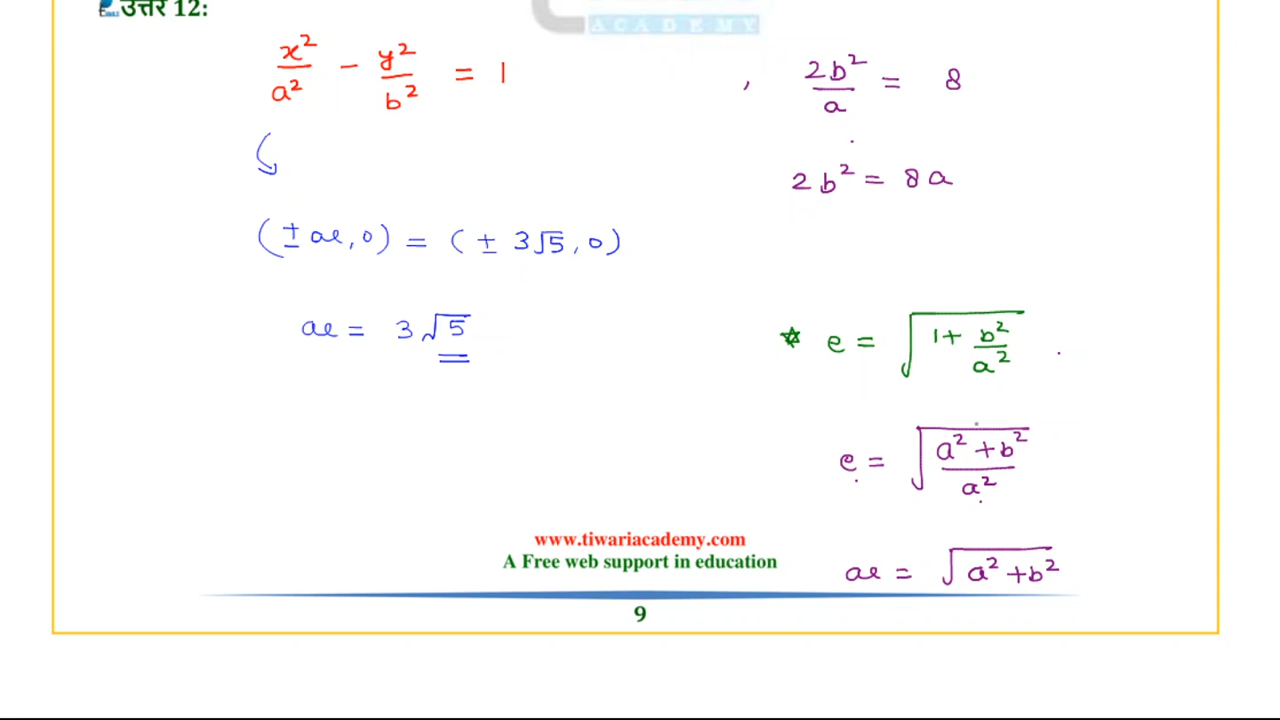 उत्तर 12:
ACADEMY
x²/a² - y²/b² = 1
, 2b²/a = 8
2b² = 8a
(± ae, 0) = (± 3√5, 0)
ae = 3√5
e = √(1 + b²/a²)
e = √((a² + b²)/a²)
ae = √(a² + b²)
www.tiwariacademy.com
A Free web support in education
9